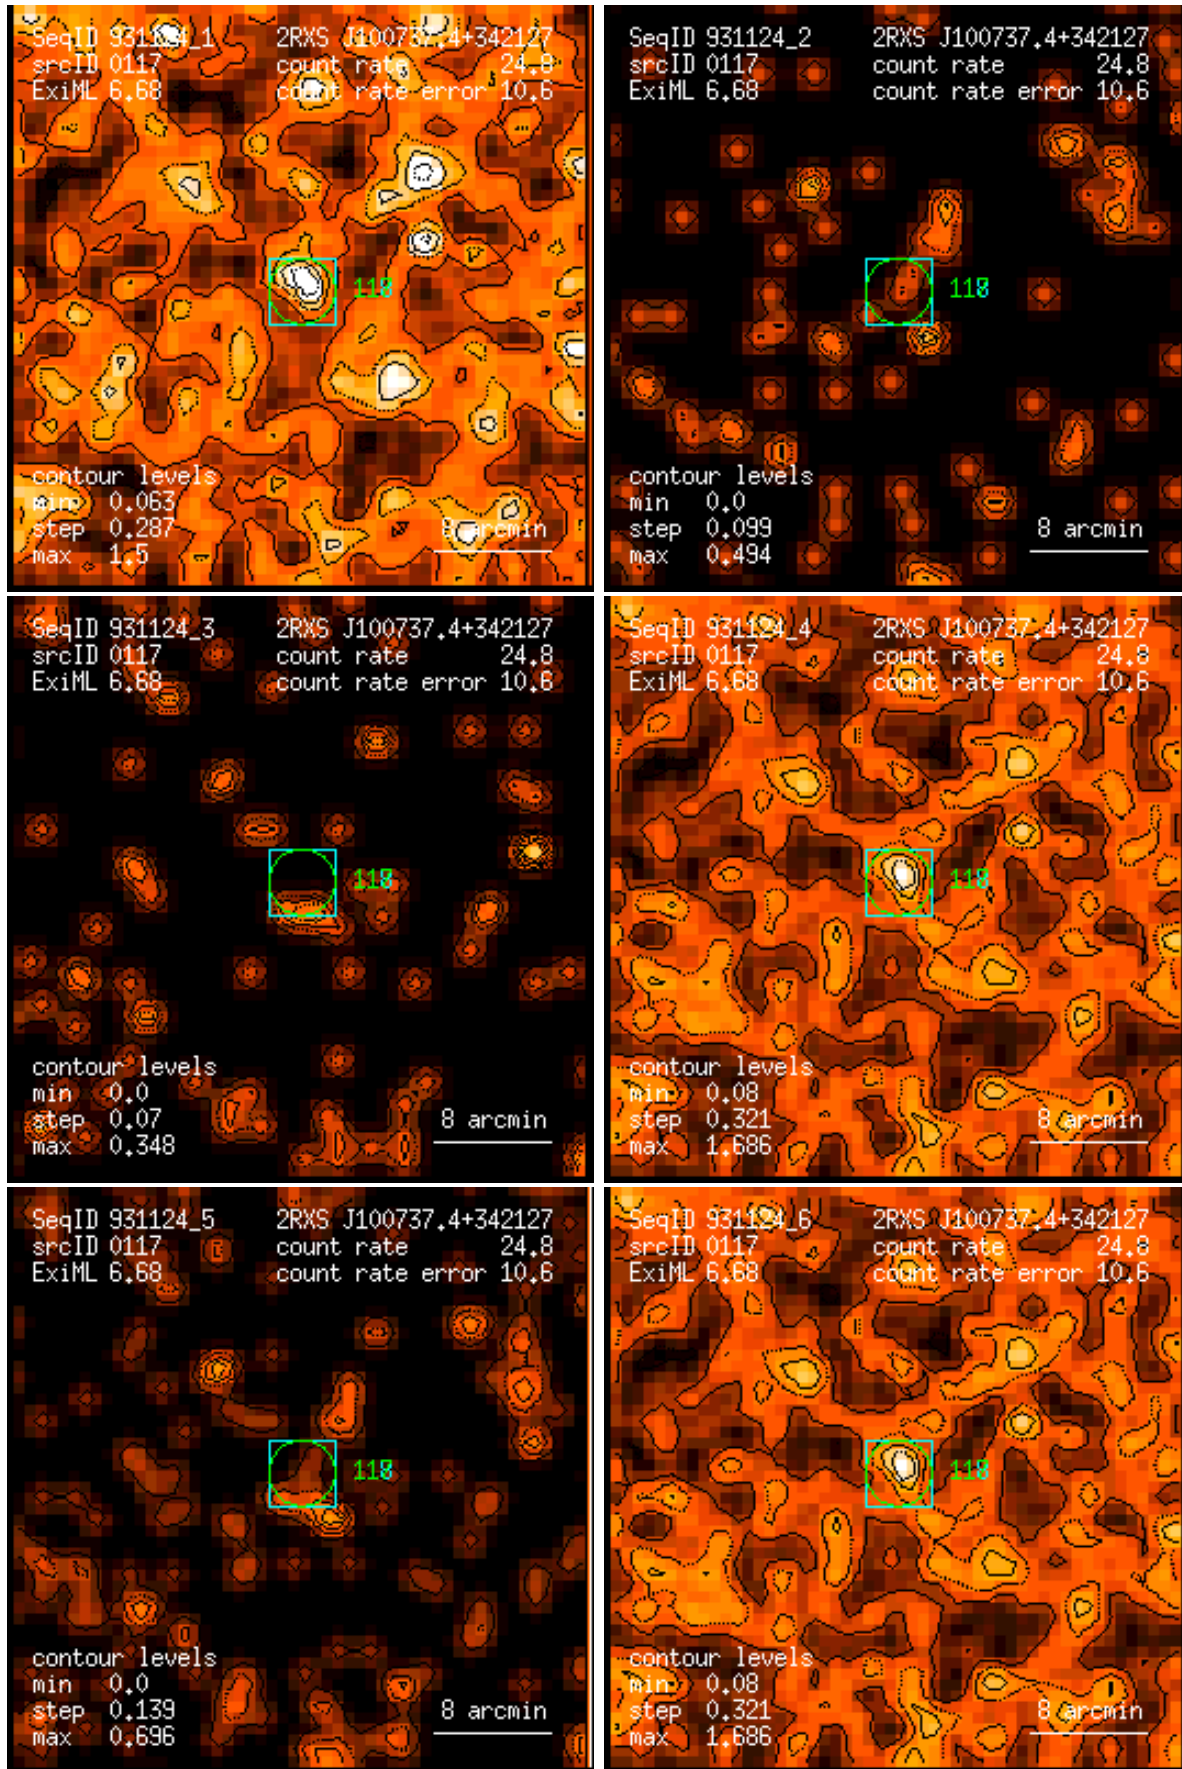 SeqID 931124_1 2RXS J100737.4+342127
srcID 0117 count rate 24.8
ExiML 6.68 count rate error 10.6
118
contour levels
min 0.063
step 0.287
max 1.5
8 arcmin
SeqID 931124_2 2RXS J100737.4+342127
srcID 0117 count rate 24.8
ExiML 6.68 count rate error 10.6
118
contour levels
min 0.0
step 0.099
max 0.494
8 arcmin
SeqID 931124_3 2RXS J100737.4+342127
srcID 0117 count rate 24.8
ExiML 6.68 count rate error 10.6
118
contour levels
min 0.0
step 0.07
max 0.348
8 arcmin
SeqID 931124_4 2RXS J100737.4+342127
srcID 0117 count rate 24.8
ExiML 6.68 count rate error 10.6
118
contour levels
min 0.08
step 0.321
max 1.686
8 arcmin
SeqID 931124_5 2RXS J100737.4+342127
srcID 0117 count rate 24.8
ExiML 6.68 count rate error 10.6
118
contour levels
min 0.0
step 0.139
max 0.696
8 arcmin
SeqID 931124_6 2RXS J100737.4+342127
srcID 0117 count rate 24.8
ExiML 6.68 count rate error 10.6
118
contour levels
min 0.08
step 0.321
max 1.686
8 arcmin